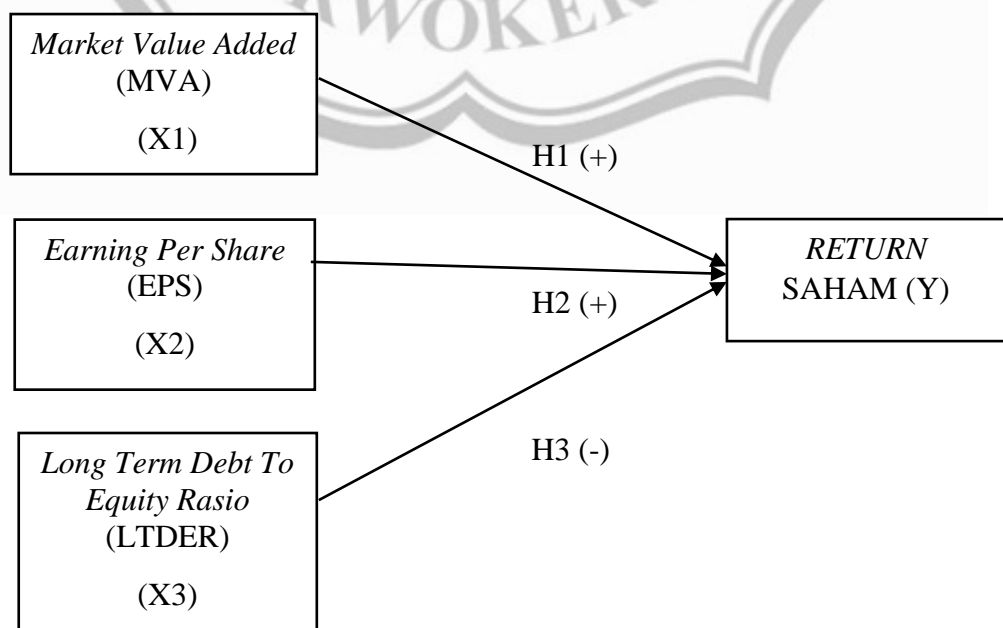 Market Value Added
(MVA)
(X1)
H1 (+)
Earning Per Share
(EPS)
(X2)
H2 (+)
RETURN
SAHAM (Y)
Long Term Debt To
Equity Rasio
(LTDER)
(X3)
H3 (-)